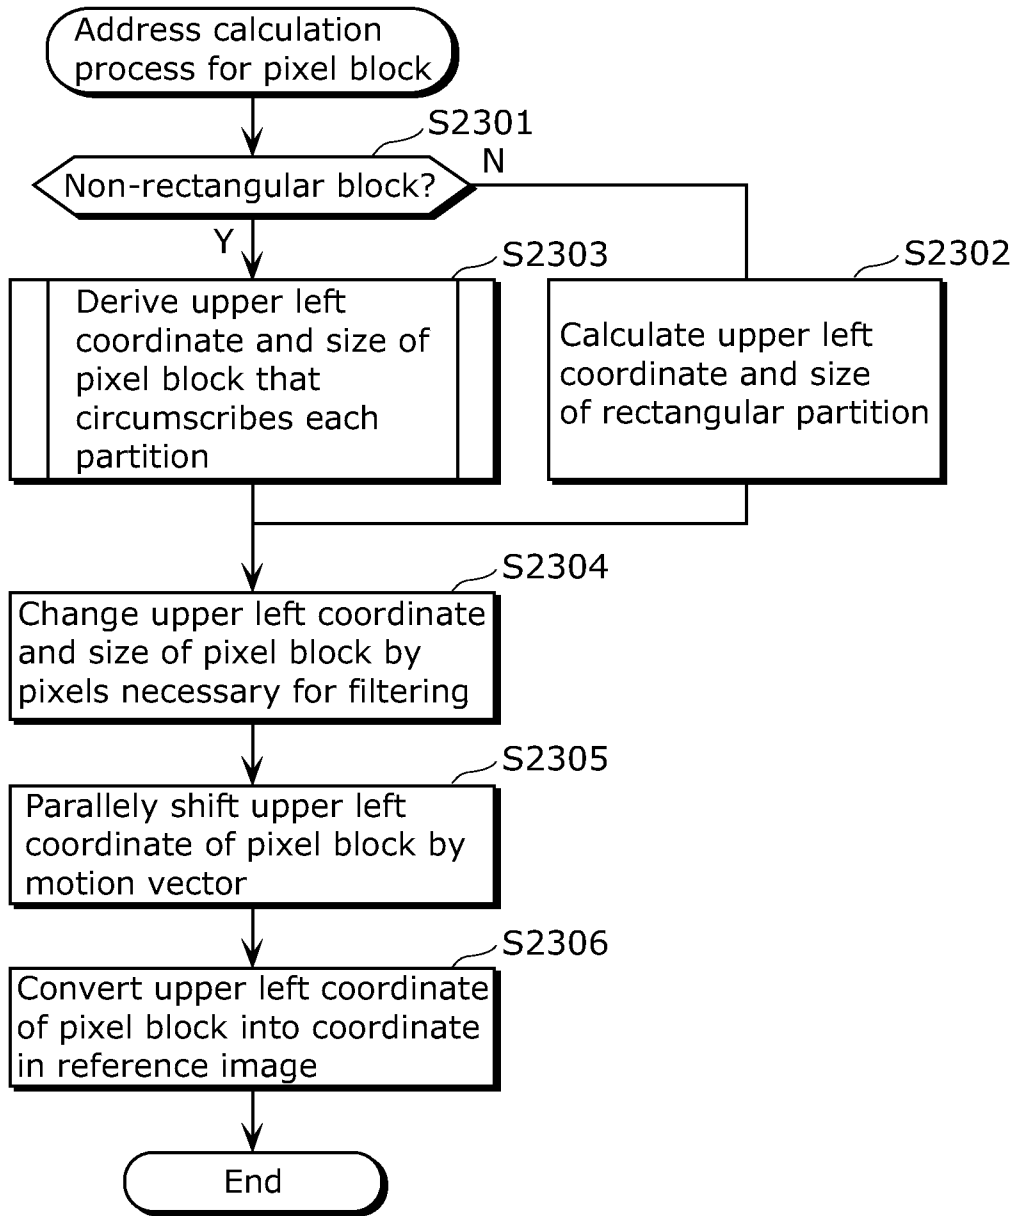 Address calculation
process for pixel block
S2301
Non-rectangular block?
N
Y
S2303
Derive upper left
coordinate and size of
pixel block that
circumscribes each
partition
S2302
Calculate upper left
coordinate and size
of rectangular partition
S2304
Change upper left coordinate
and size of pixel block by
pixels necessary for filtering
S2305
Parallely shift upper left
coordinate of pixel block by
motion vector
S2306
Convert upper left coordinate
of pixel block into coordinate
in reference image
End